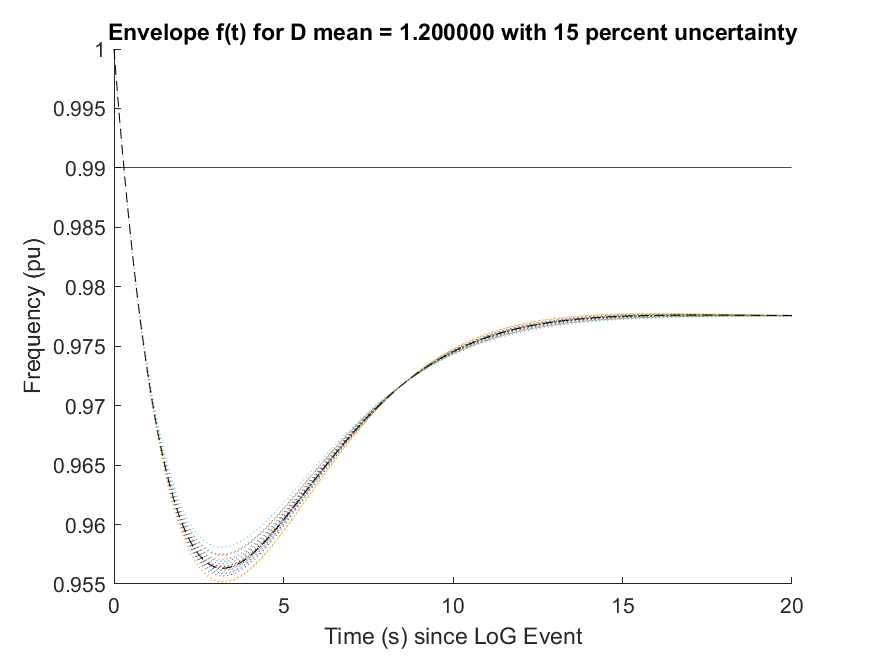 Envelope f(t) for D mean = 1.200000 with 15 percent uncertainty
1
0.995
0.99
0.985
0.98
0.975
0.97
0.965
0.96
0.955
Frequency (pu)
0 5 10 15 20
Time (s) since LoG Event